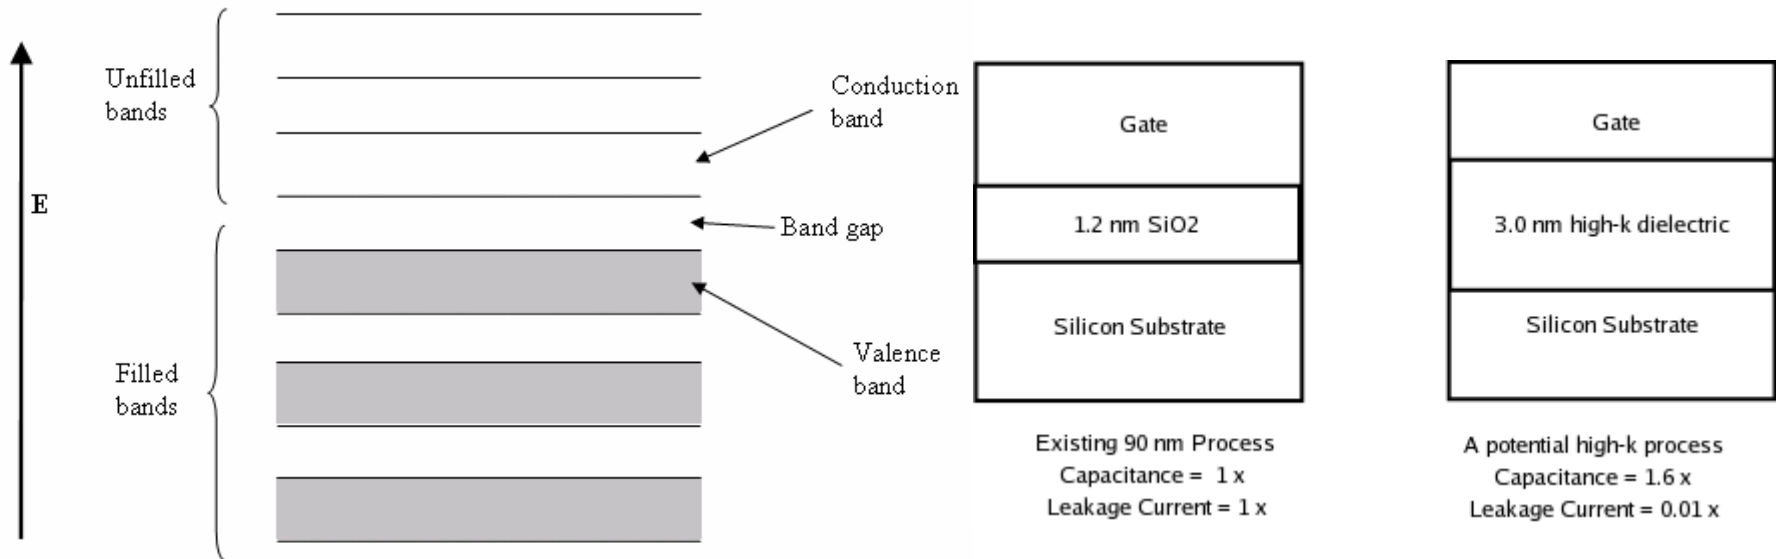 Unfilled
bands
E
Filled
bands
Conduction
band
Band gap
Valence
band
Gate
1.2 nm SiO2
Silicon Substrate
Existing 90 nm Process
Capacitance = 1 x
Leakage Current = 1 x
Gate
3.0 nm high-k dielectric
Silicon Substrate
A potential high-k process
Capacitance = 1.6 x
Leakage Current = 0.01 x